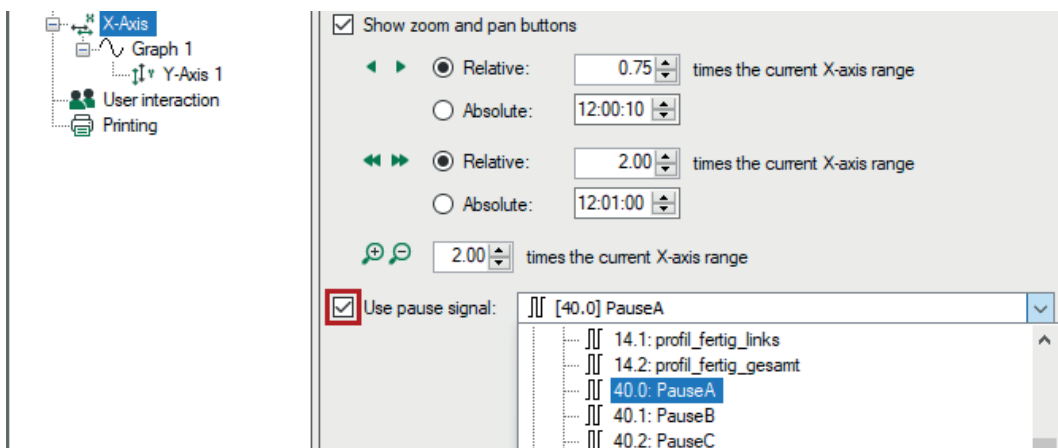 X-Axis
Graph 1
Y-Axis 1
User interaction
Printing
Show zoom and pan buttons
Relative: 0.75 times the current X-axis range
Absolute: 12:00:10
Relative: 2.00 times the current X-axis range
Absolute: 12:01:00
2.00 times the current X-axis range
Use pause signal: [40.0] PauseA
14.1: profil_fertig_links
14.2: profil_fertig_gesamt
40.0: PauseA
40.1: PauseB
40.2: PauseC